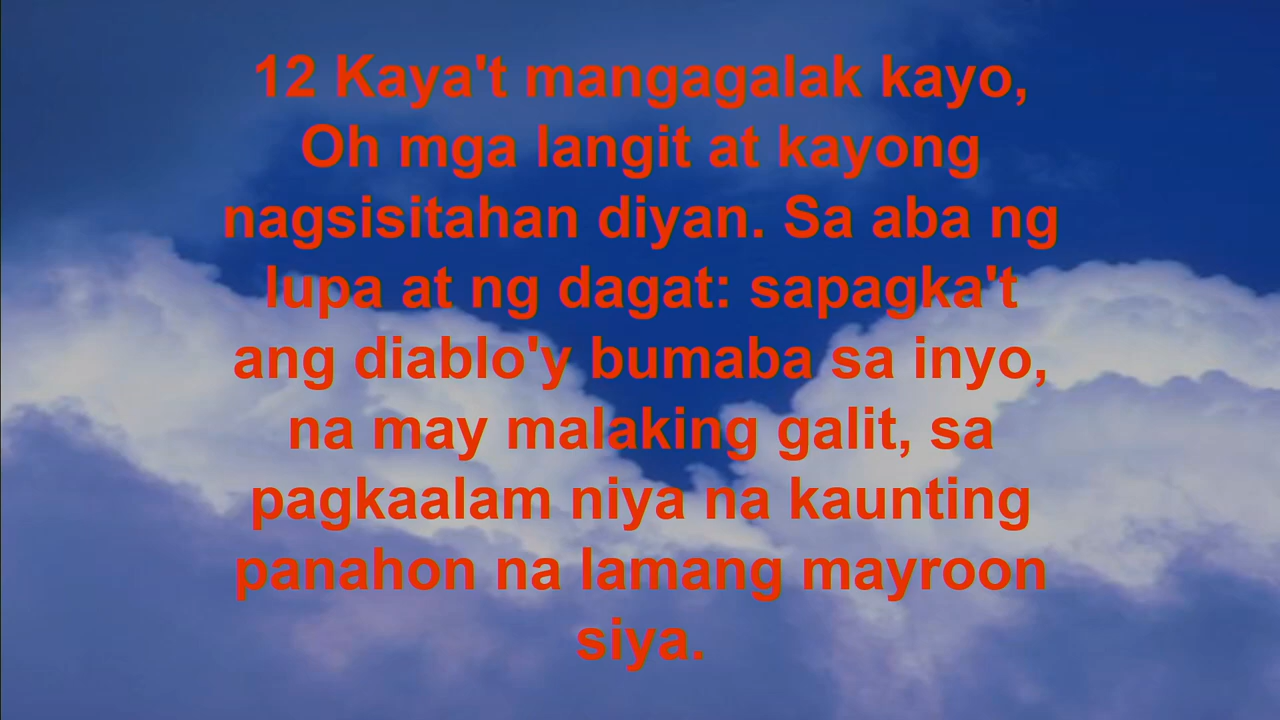 12 Kaya't mangagalak kayo,
Oh mga langit at kayong
nagsisitahan diyan. Sa aba ng
lupa at ng dagat: sapagka't
ang diablo'y bumaba sa inyo,
na may malaking galit, sa
pagkaalam niya na kaunting
panahon na lamang mayroon
siya.